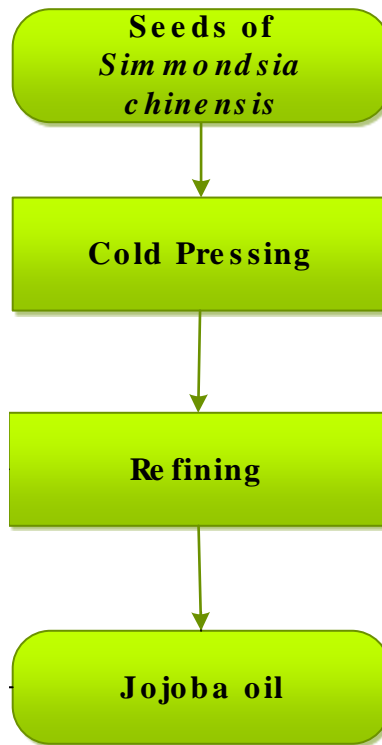 Seeds of
Simmondsia
chinensis
Cold Pressing
Refining
Jojoba oil